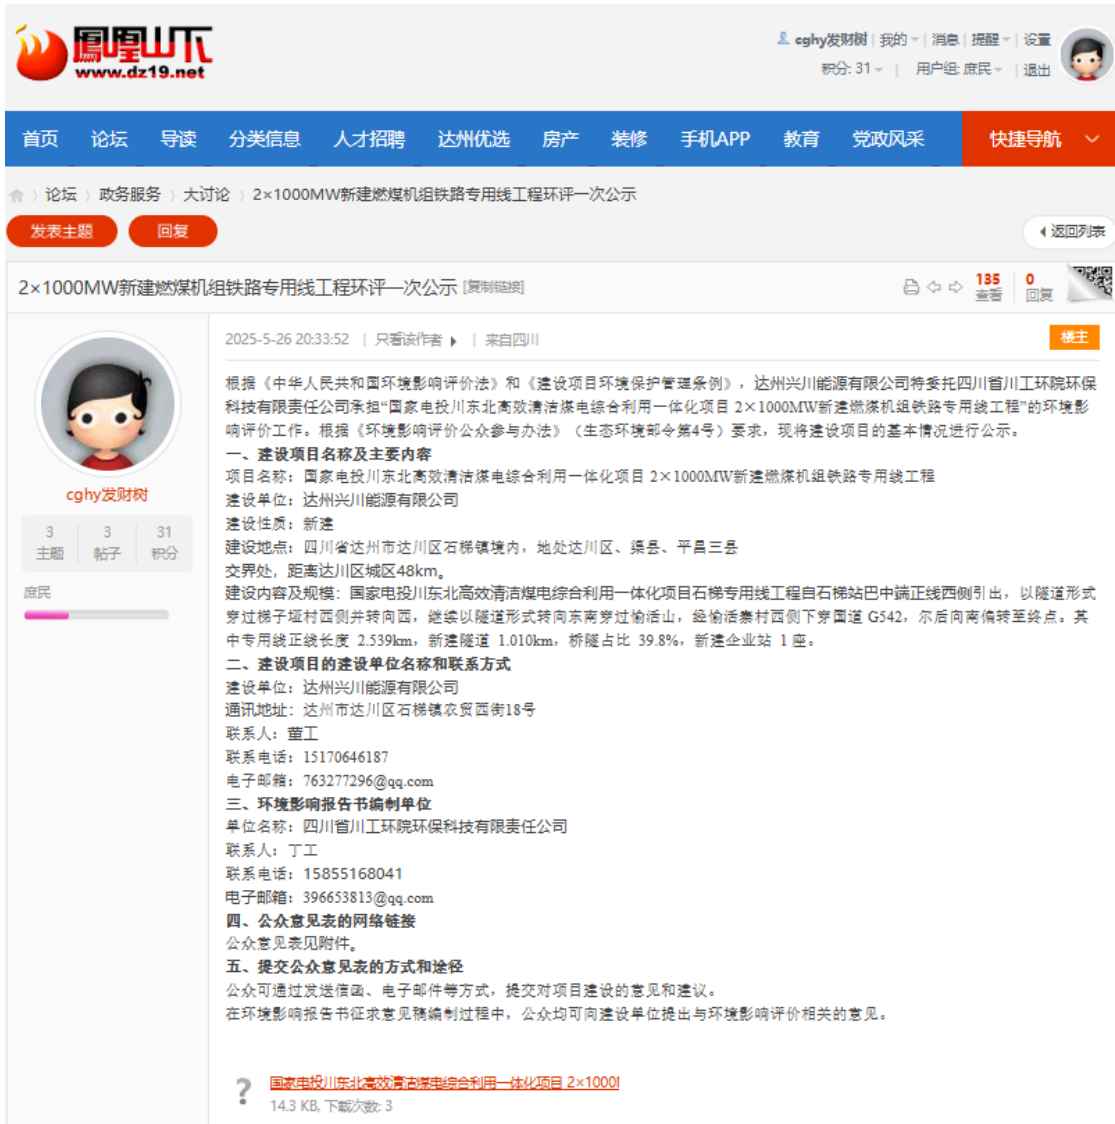 鳳凰山下
www.dz19.net
cghy发财树 | 我的 | 消息 | 提醒 | 设置
积分: 31 | 用户组: 庶民 | 退出
首页 论坛 导读 分类信息 人才招聘 达州优选 房产 装修 手机APP 教育 党政风采 快捷导航
论坛 › 政务服务 › 大讨论 › 2×1000MW新建燃煤机组铁路专用线工程环评一次公示
发表主题 回复 返回列表
2×1000MW新建燃煤机组铁路专用线工程环评一次公示 [复制链接]
135 查看 0 回复
2025-5-26 20:33:52 | 只看该作者 | 来自四川 楼主
cghy发财树
3 主题 3 帖子 31 积分
庶民
根据《中华人民共和国环境影响评价法》和《建设项目环境保护管理条例》，达州兴川能源有限公司特委托四川省川工环院环保
科技有限责任公司承担“国家电投川东北高效清洁煤电综合利用一体化项目 2×1000MW新建燃煤机组铁路专用线工程”的环境影
响评价工作。根据《环境影响评价公众参与办法》（生态环境部令第4号）要求，现将建设项目的基本情况进行公示。
一、建设项目名称及主要内容
项目名称：国家电投川东北高效清洁煤电综合利用一体化项目 2×1000MW新建燃煤机组铁路专用线工程
建设单位：达州兴川能源有限公司
建设性质：新建
建设地点：四川省达州市达川区石梯镇境内，地处达川区、渠县、平昌三县
交界处，距离达川区城区48km。
建设内容及规模：国家电投川东北高效清洁煤电综合利用一体化项目石梯专用线工程自石梯站巴中端正线西侧引出，以隧道形式
穿过梯子垭村西侧并转向西，继续以隧道形式转向东南穿过愉活山，经愉活寨村西侧下穿国道 G542，尔后向南偏转至终点。其
中专用线正线长度 2.539km，新建隧道 1.010km，桥隧占比 39.8%，新建企业站 1 座。
二、建设项目的建设单位名称和联系方式
建设单位：达州兴川能源有限公司
通讯地址：达州市达川区石梯镇农贸西街18号
联系人：董工
联系电话：15170646187
电子邮箱：763277296@qq.com
三、环境影响报告书编制单位
单位名称：四川省川工环院环保科技有限责任公司
联系人：丁工
联系电话：15855168041
电子邮箱：396653813@qq.com
四、公众意见表的网络链接
公众意见表见附件。
五、提交公众意见表的方式和途径
公众可通过发送信函、电子邮件等方式，提交对项目建设的意见和建议。
在环境影响报告书征求意见稿编制过程中，公众均可向建设单位提出与环境影响评价相关的意见。
国家电投川东北高效清洁煤电综合利用一体化项目 2×1000
14.3 KB, 下载次数: 3